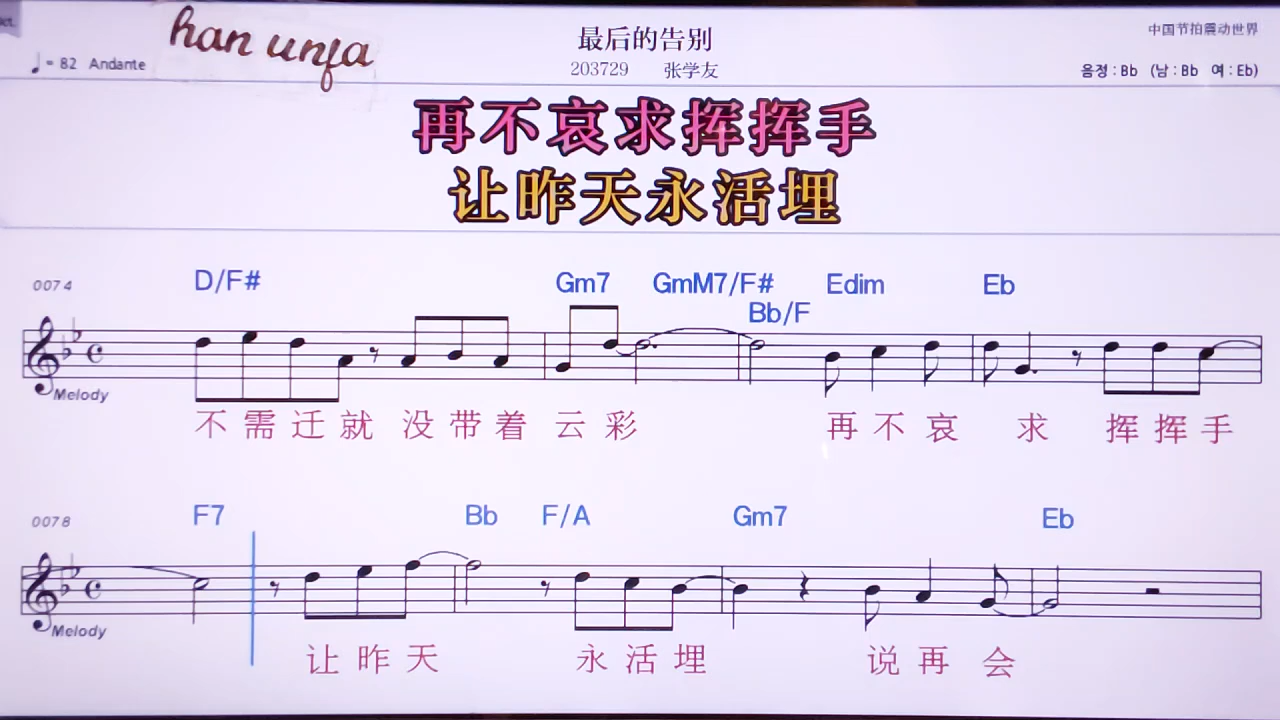 han unfa
最后的告别
中国节拍震动世界
♩= 82 Andante
203729 张学友
음정 : Bb (남 : Bb 여 : Eb)
再不哀求挥挥手
让昨天永活埋
0074 D/F# Gm7 GmM7/F# Bb/F Edim Eb
Melody
不需迁就没带着云彩 再不哀求 挥挥手
0078 F7 Bb F/A Gm7 Eb
Melody
让昨天 永活埋 说再会